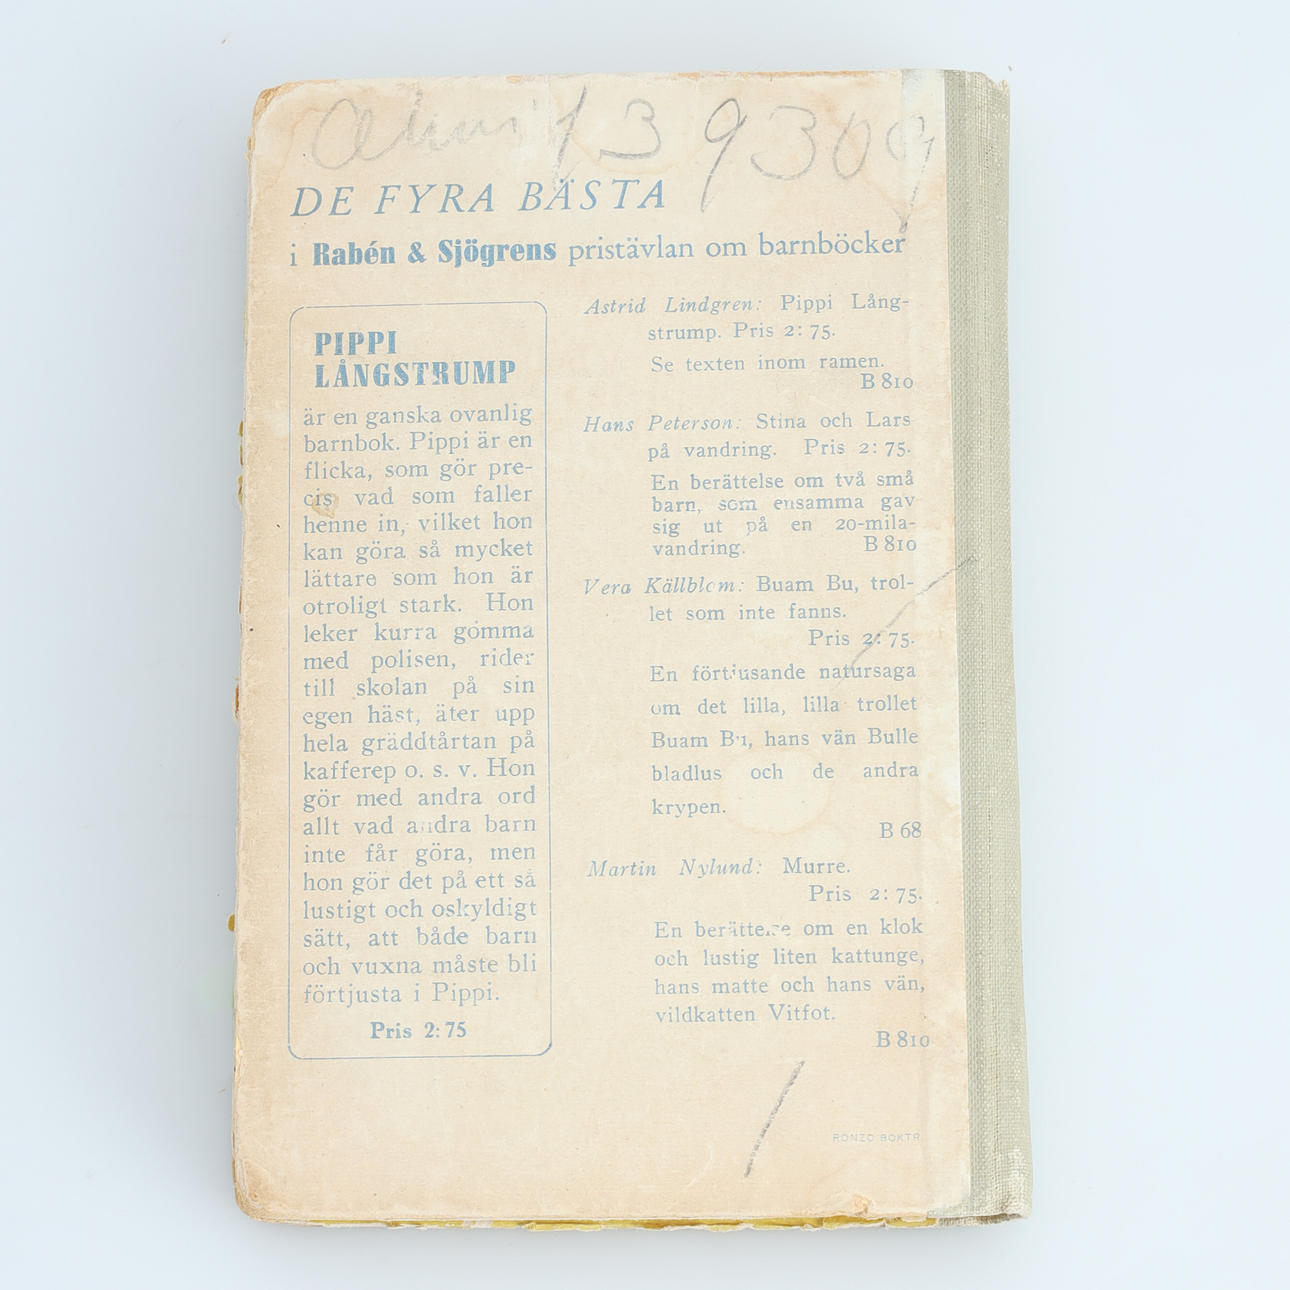 13 9309
DE FYRA BÄSTA
i Rabén & Sjögrens pristävlan om barnböcker
PIPPI
LÅNGSTRUMP
är en ganska ovanlig
barnbok. Pippi är en
flicka, som gör pre-
cis vad som faller
henne in, vilket hon
kan göra så mycket
lättare som hon är
otroligt stark. Hon
leker kurra gömma
med polisen, rider
till skolan på sin
egen häst, äter upp
hela gräddtårtan på
kafferep o. s. v. Hon
gör med andra ord
allt vad andra barn
inte får göra, men
hon gör det på ett så
lustigt och oskyldigt
sätt, att både barn
och vuxna måste bli
förtjusta i Pippi.
Pris 2:75
Astrid Lindgren: Pippi Lång-
strump. Pris 2: 75.
Se texten inom ramen.
B 810
Hans Peterson: Stina och Lars
på vandring. Pris 2: 75.
En berättelse om två små
barn, som ensamma gav
sig ut på en 20-mila-
vandring. B 810
Vera Källblom: Buam Bu, trol-
let som inte fanns.
Pris 2: 75.
En förtjusande natursaga
om det lilla, lilla trollet
Buam Bu, hans vän Bulle
bladlus och de andra
krypen.
B 68
Martin Nylund: Murre.
Pris 2: 75.
En berättelse om en klok
och lustig liten kattunge,
hans matte och hans vän,
vildkatten Vitfot.
B 810
RONZO BOKTR